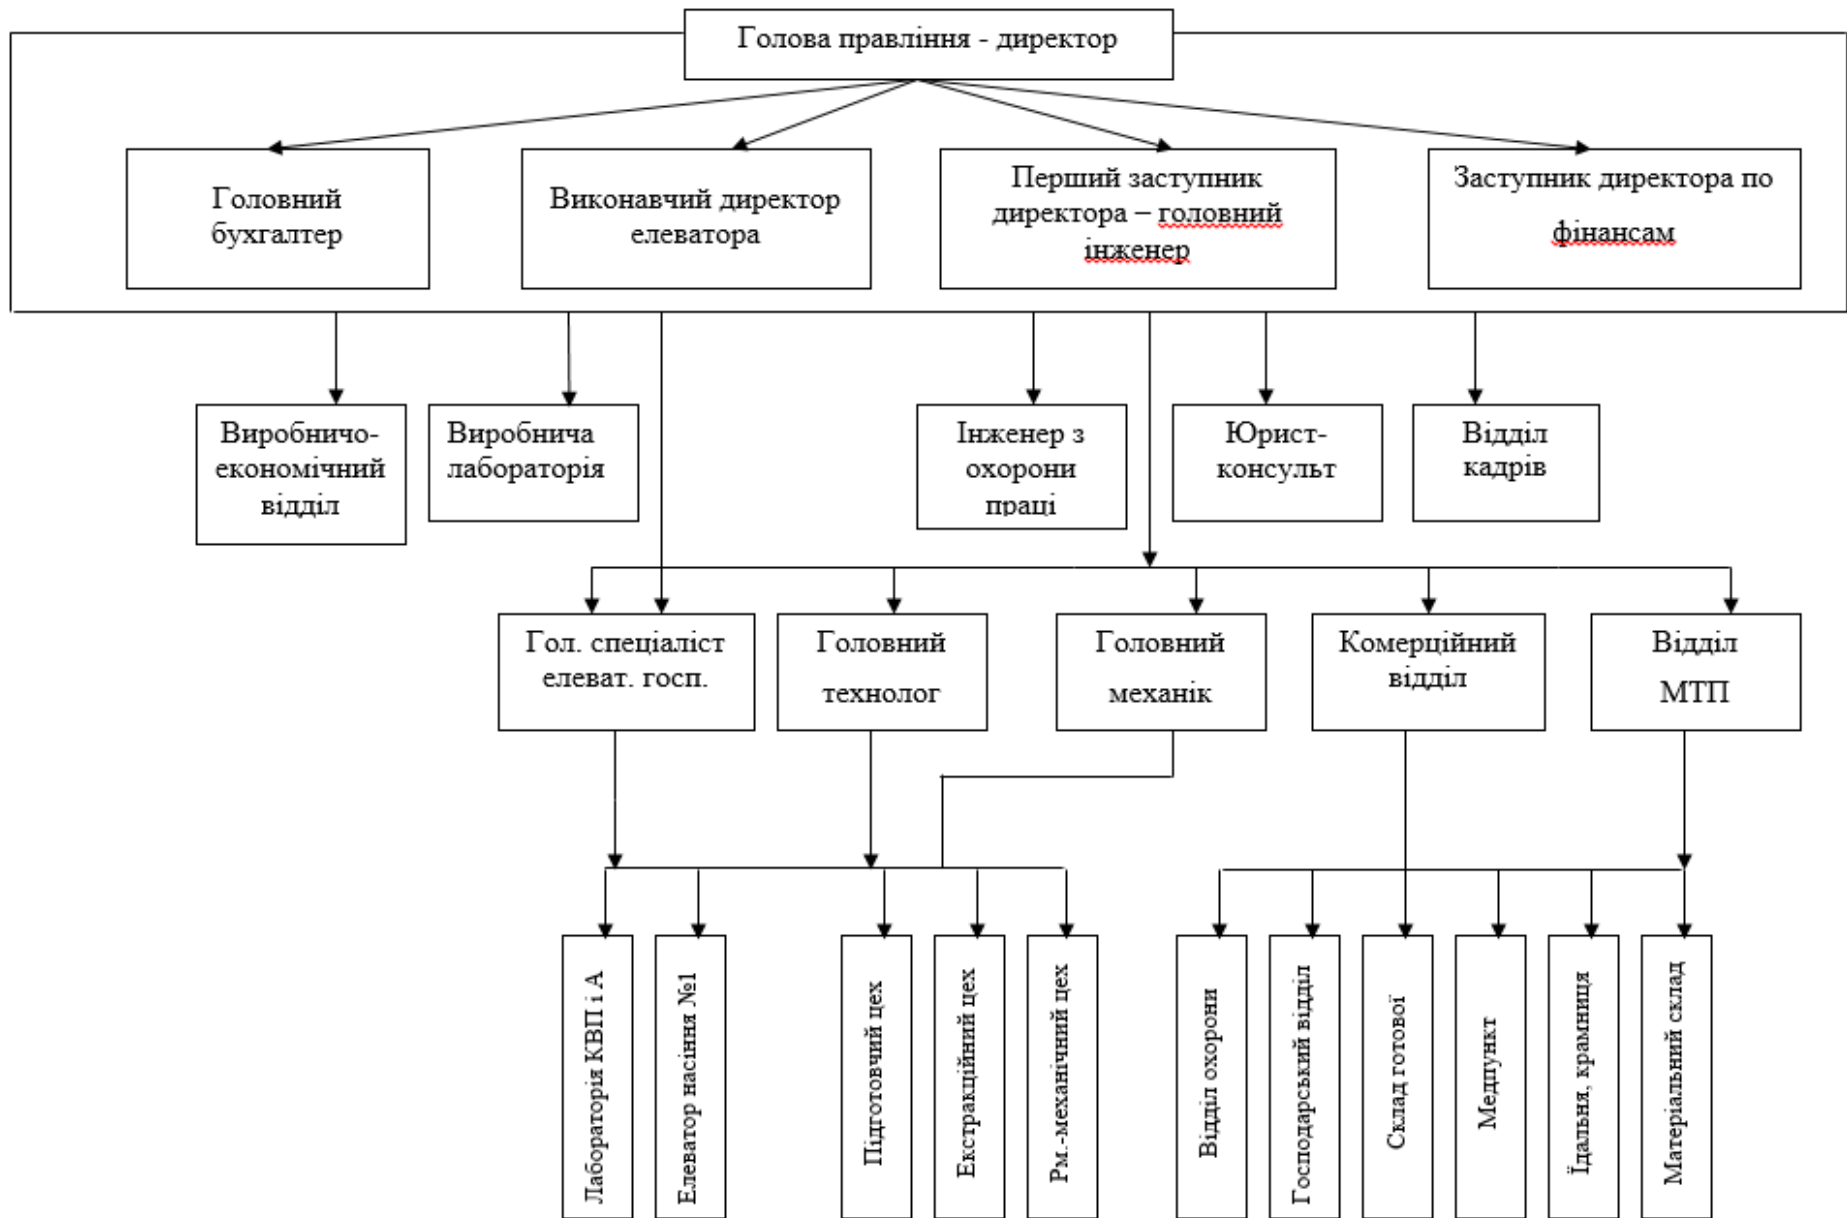 Голова правління - директор
Головний
бухгалтер
Виконавчий директор
елеватора
Перший заступник
директора – головний
інженер
Заступник директора по
фінансам
Виробничо-
економічний
відділ
Виробнича
лабораторія
Інженер з
охорони
праці
Юрист-
консульт
Відділ
кадрів
Гол. спеціаліст
елеват. госп.
Головний
технолог
Головний
механік
Комерційний
відділ
Відділ
МТП
Лабораторія КВП і А
Елеватор насіння №1
Підготовчий цех
Екстракційний цех
Рм.-механічний цех
Відділ охорони
Господарський відділ
Склад готової
Медпункт
Їдальня, крамниця
Матеріальний склад